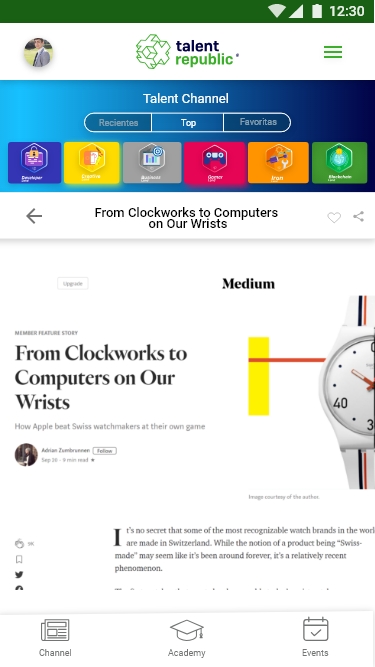 12:30
talent
republic
Talent Channel
Recientes
Top
Favoritas
Developer
Creative
Business
Gamer
Iron
Blockchain
From Clockworks to Computers
on Our Wrists
Upgrade
Medium
MEMBER FEATURE STORY
From Clockworks to
Computers on Our
Wrists
How Apple beat Swiss watchmakers at their own game
Adrian Zumbrunnen Follow
Sep 26 · 9 min read
40
30
Image courtesy of the author.
It's no secret that some of the most recognizable watch brands in the worl
are made in Switzerland. While the notion of a product being “Swiss-
made” may seem like it's been around forever, it's a relatively recent
phenomenon.
Channel
Academy
Events